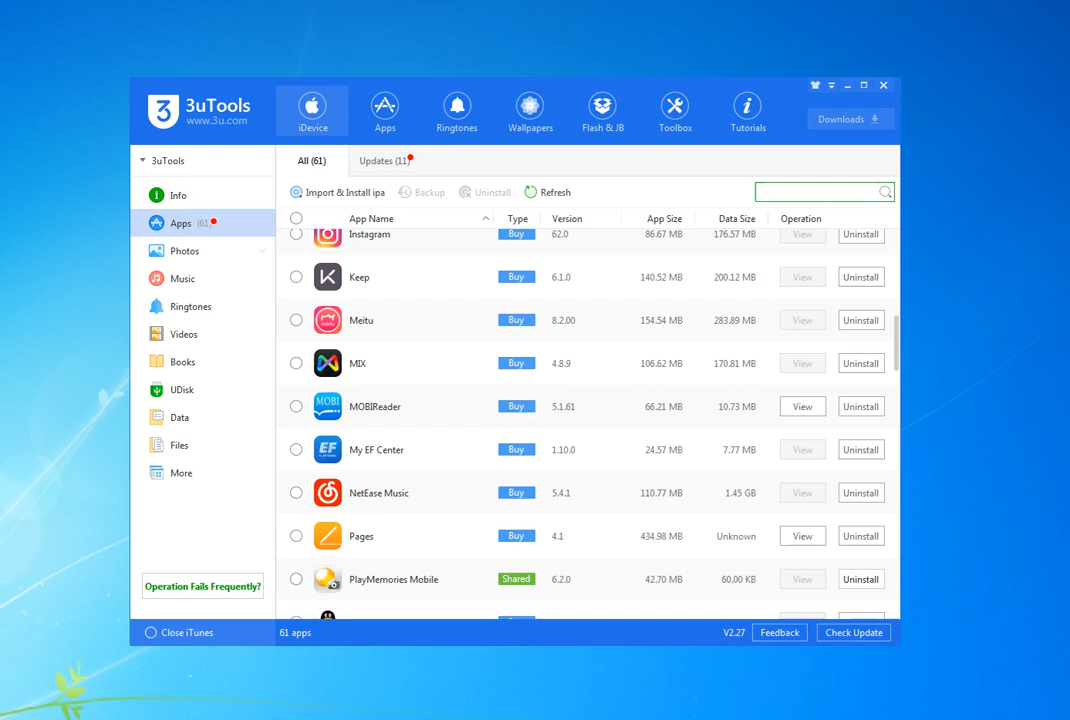 3uTools
www.3u.com
iDevice
Apps
Ringtones
Wallpapers
Flash & JB
Toolbox
Tutorials
Downloads
3uTools
All (61)
Updates (11)
Info
Apps (61)
Photos
Music
Ringtones
Videos
Books
UDisk
Data
Files
More
Operation Fails Frequently?
Import & Install ipa Backup Uninstall Refresh
App Name Type Version App Size Data Size Operation
Instagram Buy 62.0 86.67 MB 176.57 MB View Uninstall
Keep Buy 6.1.0 140.52 MB 200.12 MB View Uninstall
Meitu Buy 8.2.00 154.54 MB 283.89 MB View Uninstall
MIX Buy 4.8.9 106.62 MB 170.81 MB View Uninstall
MOBI MOBIReader Buy 5.1.61 66.21 MB 10.73 MB View Uninstall
EF My EF Center Buy 1.10.0 24.57 MB 7.77 MB View Uninstall
NetEase Music Buy 5.4.1 110.77 MB 1.45 GB View Uninstall
Pages Buy 4.1 434.98 MB Unknown View Uninstall
PlayMemories Mobile Shared 6.2.0 42.70 MB 60.00 KB View Uninstall
Close iTunes
61 apps
V2.27 Feedback Check Update